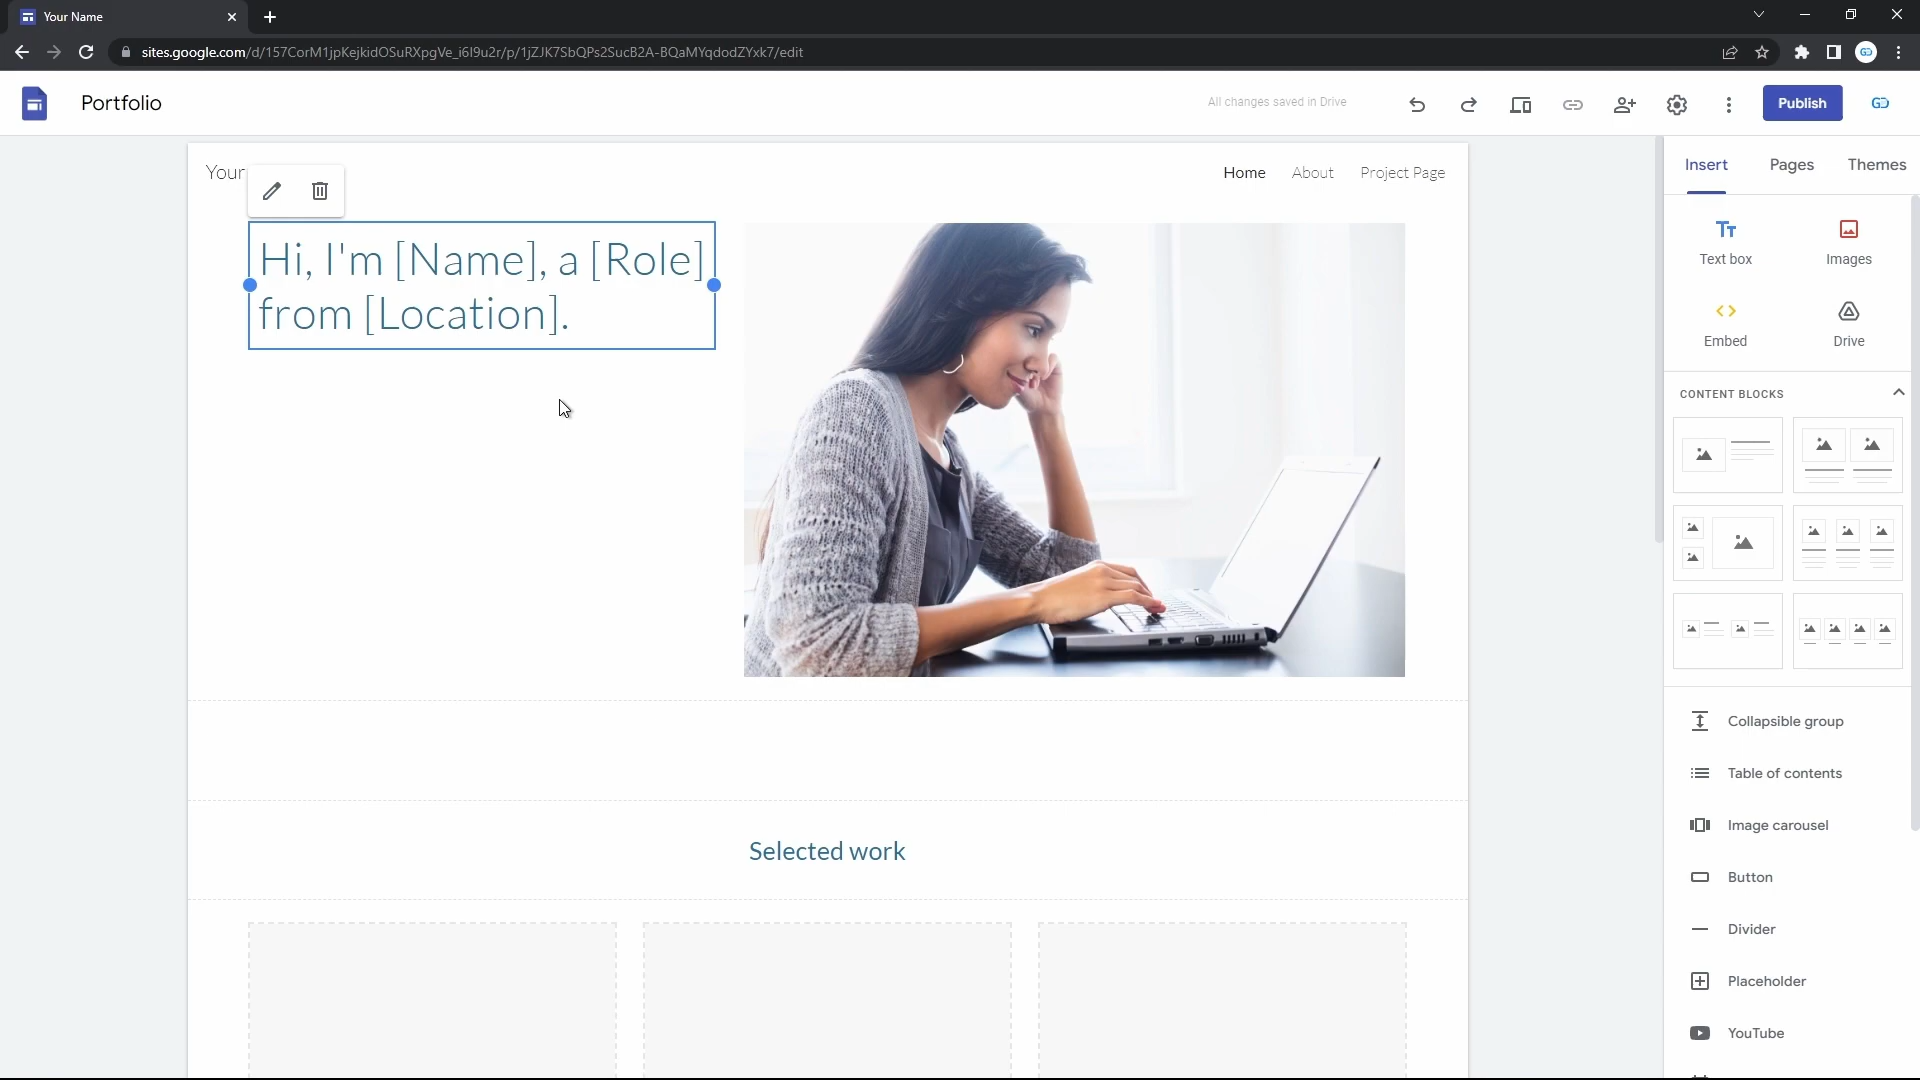 Your Name
sites.google.com/d/157CorM1jpKejkidOSuRXpgVe_i6I9u2r/p/1jZJK7SbQPs2SucB2A-BQaMYqdodZYxk7/edit
Portfolio
All changes saved in Drive
Publish
Your
Home About Project Page
Hi, I'm [Name], a [Role]
from [Location].
Selected work
Insert Pages Themes
Text box Images
Embed Drive
CONTENT BLOCKS
Collapsible group
Table of contents
Image carousel
Button
Divider
Placeholder
YouTube